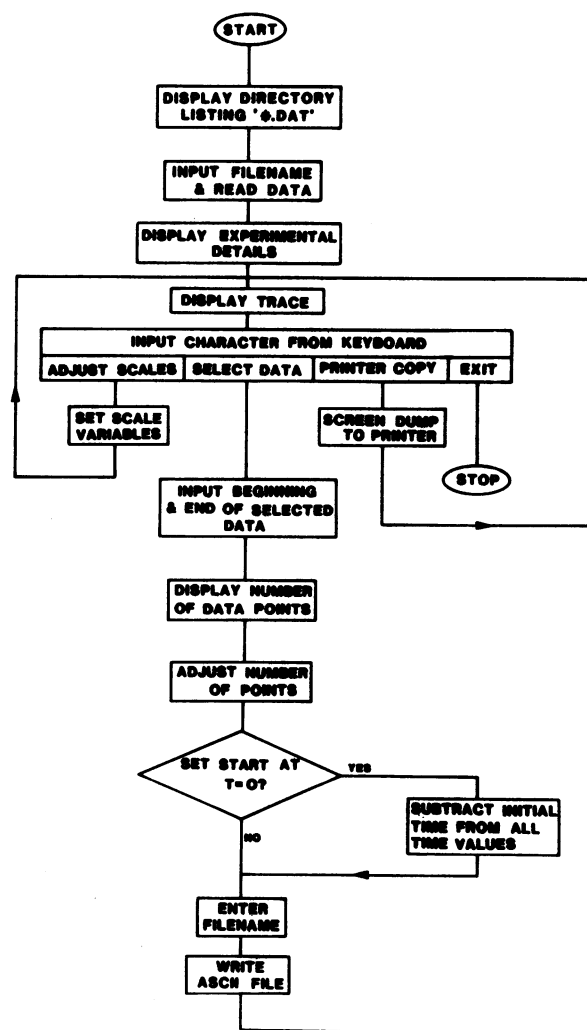 START
DISPLAY DIRECTORY
LISTING 'φ.DAT'
INPUT FILENAME
& READ DATA
DISPLAY EXPERIMENTAL
DETAILS
DISPLAY TRACE
INPUT CHARACTER FROM KEYBOARD
ADJUST SCALES SELECT DATA PRINTER COPY EXIT
SET SCALE
VARIABLES
SCREEN DUMP
TO PRINTER
STOP
INPUT BEGINNING
& END OF SELECTED
DATA
DISPLAY NUMBER
OF DATA POINTS
ADJUST NUMBER
OF POINTS
SET START AT
T=0?
YES
SUBTRACT INITIAL
TIME FROM ALL
TIME VALUES
NO
ENTER
FILENAME
WRITE
ASCII FILE